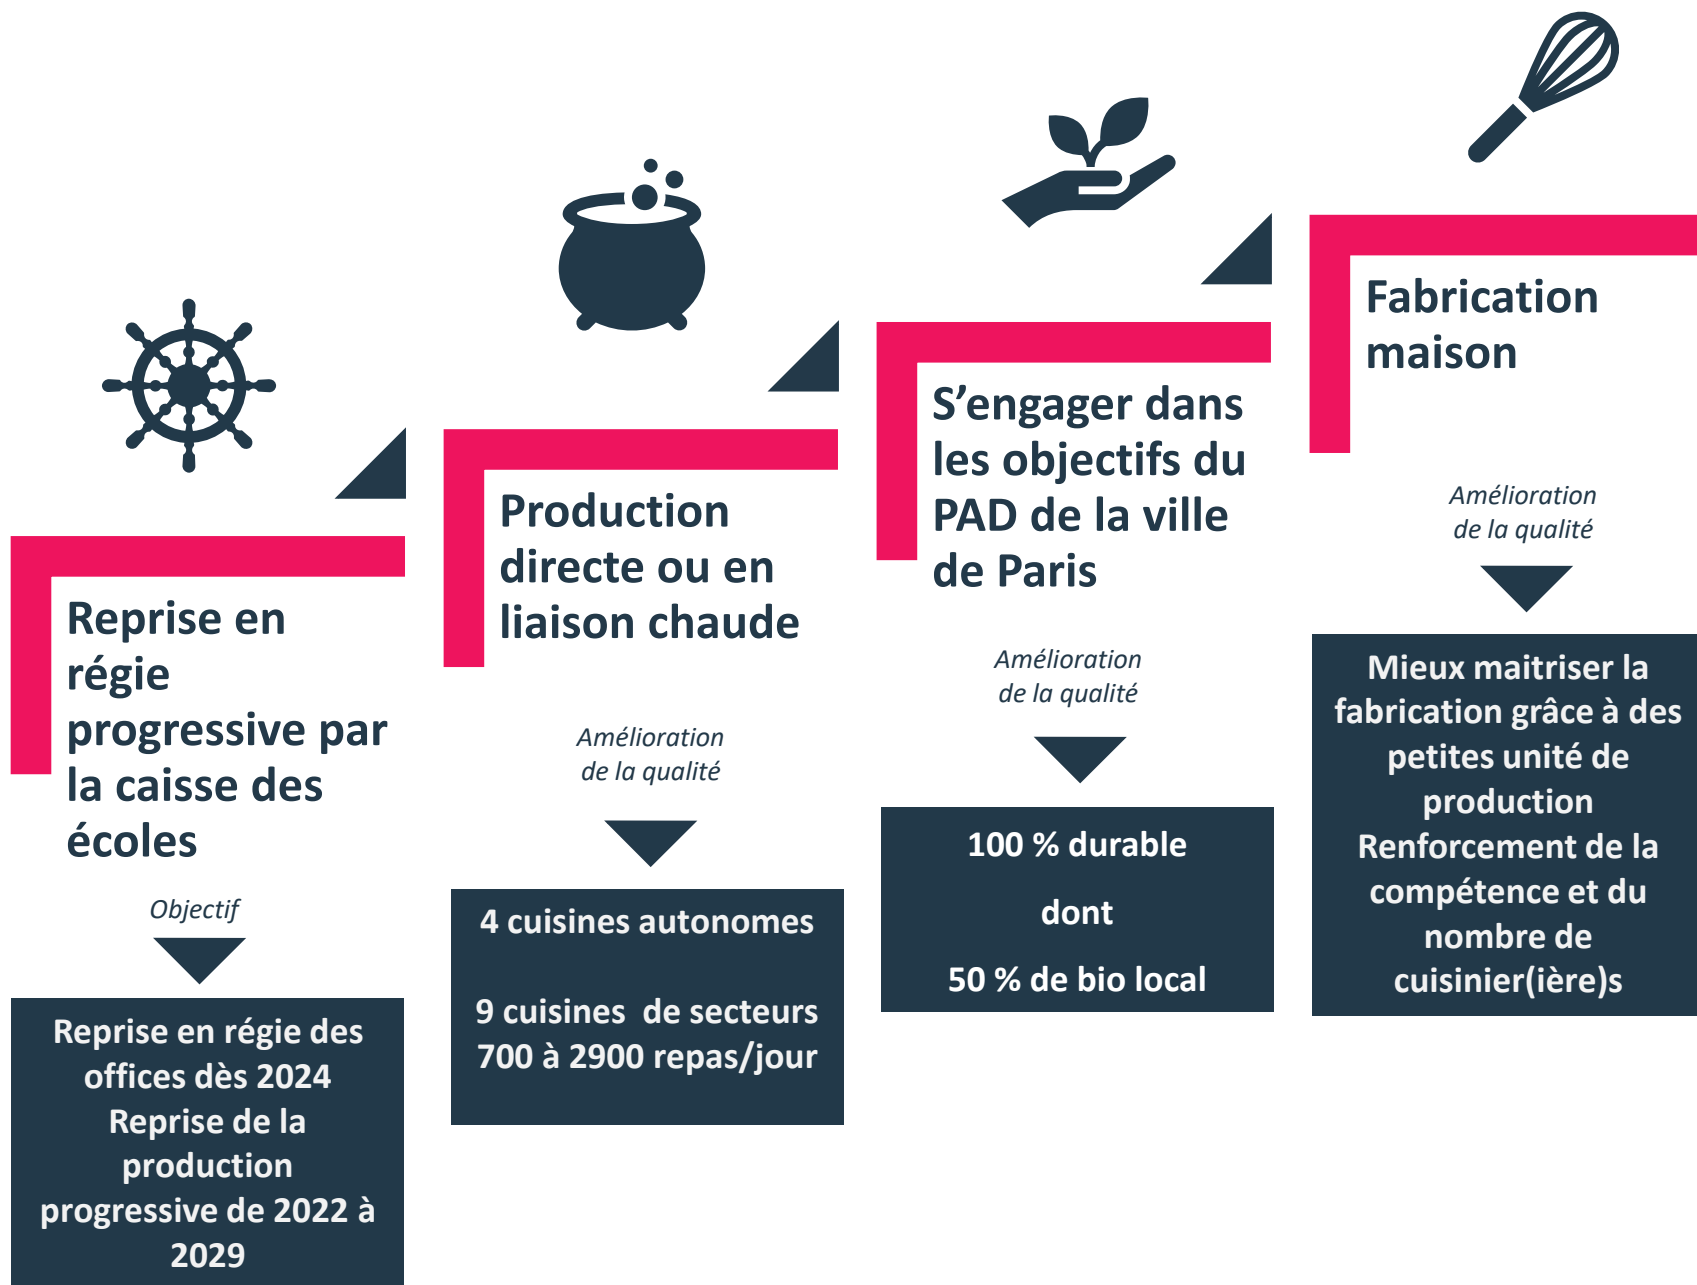 Reprise en
régie
progressive par
la caisse des
écoles
Objectif
Reprise en régie des
offices dès 2024
Reprise de la
production
progressive de 2022 à
2029
Production
directe ou en
liaison chaude
Amélioration
de la qualité
4 cuisines autonomes
9 cuisines de secteurs
700 à 2900 repas/jour
S’engager dans
les objectifs du
PAD de la ville
de Paris
Amélioration
de la qualité
100 % durable
dont
50 % de bio local
Fabrication
maison
Amélioration
de la qualité
Mieux maitriser la
fabrication grâce à des
petites unité de
production
Renforcement de la
compétence et du
nombre de
cuisinier(ière)s